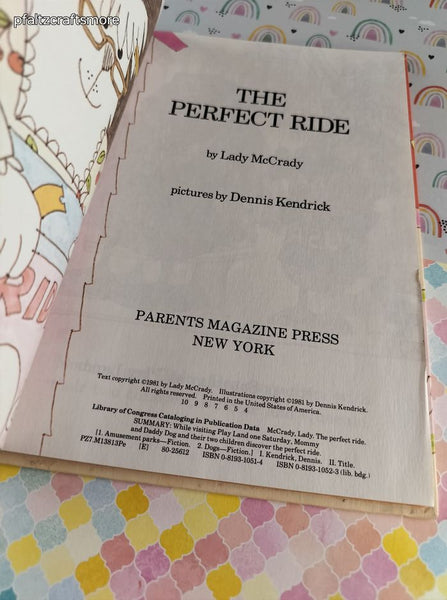 pfaltzcraftsmore
THE
PERFECT RIDE
by Lady McCrady
pictures by Dennis Kendrick
PARENTS MAGAZINE PRESS
NEW YORK
Text copyright ©1981 by Lady McCrady. Illustrations copyright ©1981 by Dennis Kendrick.
All rights reserved. Printed in the United States of America.
10 9 8 7 6 5 4
Library of Congress Cataloging in Publication Data McCrady, Lady. The perfect ride.
SUMMARY: While visiting Play Land one Saturday, Mommy
and Daddy Dog and their two children discover the perfect ride.
[1. Amusement parks—Fiction. 2. Dogs—Fiction.] I. Kendrick, Dennis. II. Title.
PZ7.M13813Pe [E] 80-25612 ISBN 0-8193-1051-4 ISBN 0-8193-1052-3 (lib. bdg.)